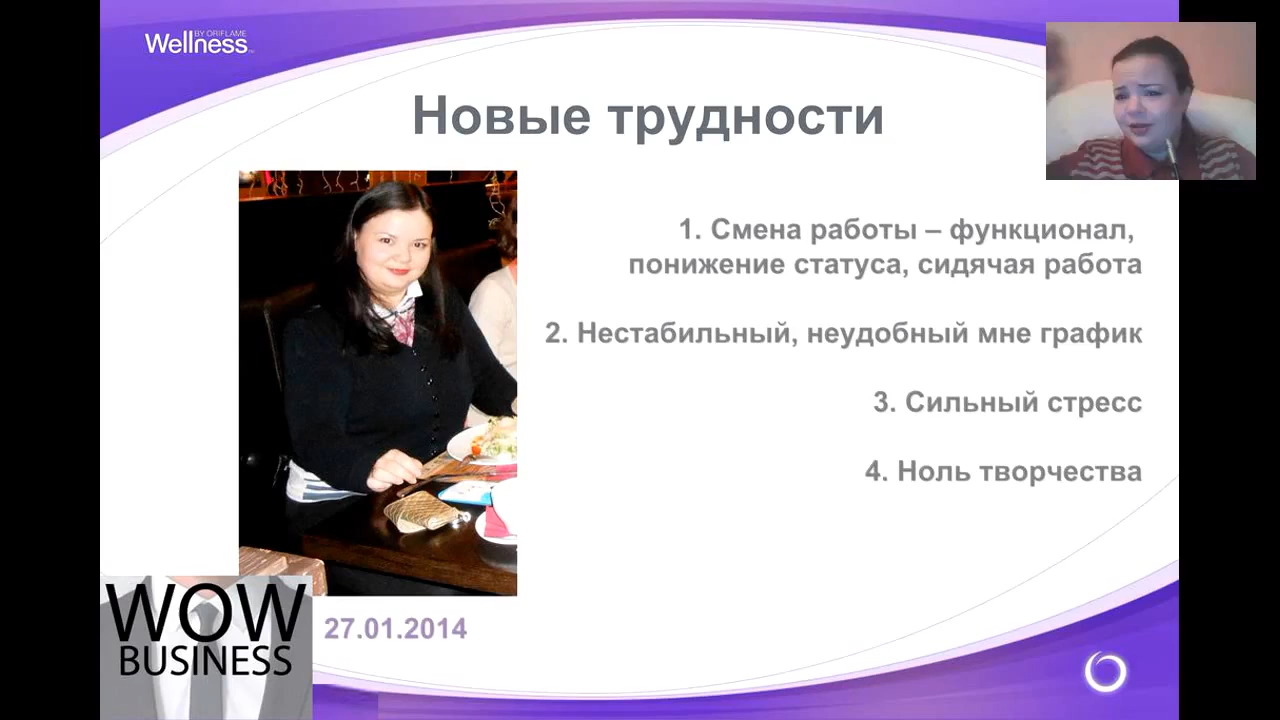 BY ORIFLAME
Wellness
Новые трудности
1. Смена работы – функционал,
понижение статуса, сидячая работа
2. Нестабильный, неудобный мне график
3. Сильный стресс
4. Ноль творчества
27.01.2014
WOW
BUSINESS